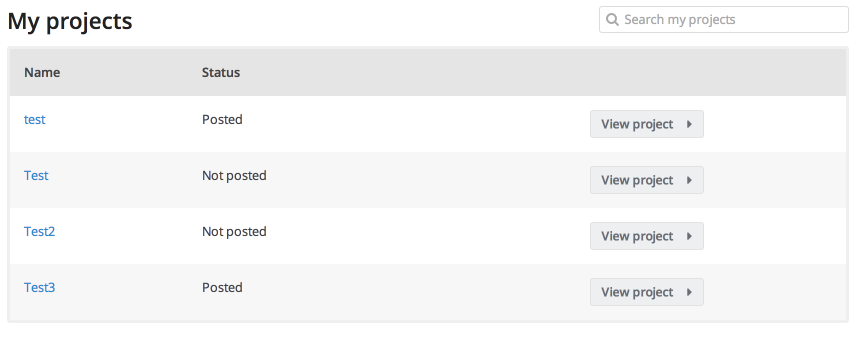 My projects
Search my projects
Name Status
test Posted View project
Test Not posted View project
Test2 Not posted View project
Test3 Posted View project